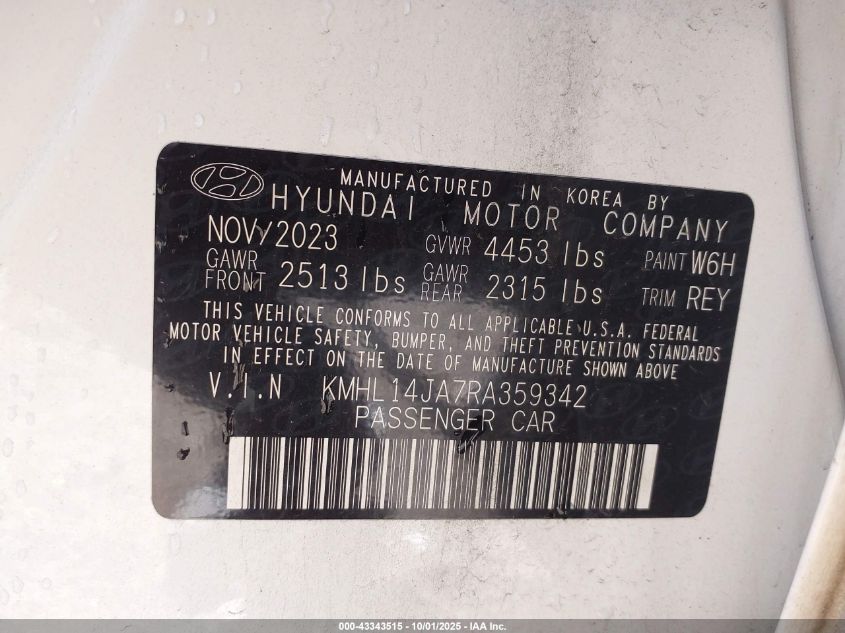 MANUFACTURED IN KOREA BY
HYUNDAI MOTOR COMPANY
NOV/2023 GVWR 4453 lbs PAINT W6H
GAWR FRONT 2513 lbs GAWR REAR 2315 lbs TRIM REY
THIS VEHICLE CONFORMS TO ALL APPLICABLE U.S.A. FEDERAL
MOTOR VEHICLE SAFETY, BUMPER, AND THEFT PREVENTION STANDARDS
IN EFFECT ON THE DATE OF MANUFACTURE SHOWN ABOVE.
V.I.N KMHL14JA7RA359342
PASSENGER CAR
000-43343515 - 10/01/2025 - IAA Inc.